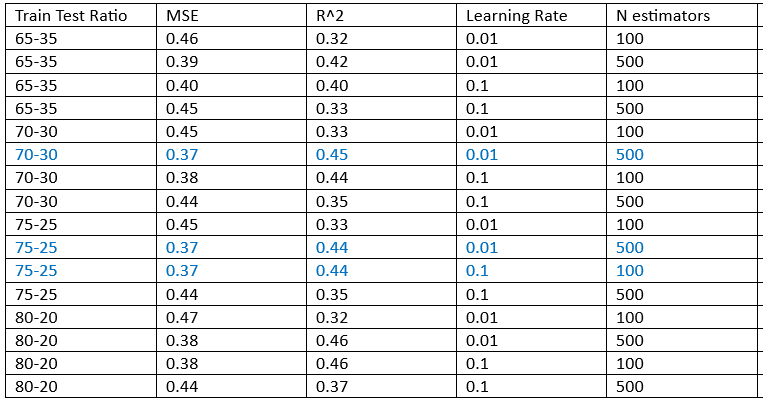 Train Test Ratio MSE R^2 Learning Rate N estimators
65-35 0.46 0.32 0.01 100
65-35 0.39 0.42 0.01 500
65-35 0.40 0.40 0.1 100
65-35 0.45 0.33 0.1 500
70-30 0.45 0.33 0.01 100
70-30 0.37 0.45 0.01 500
70-30 0.38 0.44 0.1 100
70-30 0.44 0.35 0.1 500
75-25 0.45 0.33 0.01 100
75-25 0.37 0.44 0.01 500
75-25 0.37 0.44 0.1 100
75-25 0.44 0.35 0.1 500
80-20 0.47 0.32 0.01 100
80-20 0.38 0.46 0.01 500
80-20 0.38 0.46 0.1 100
80-20 0.44 0.37 0.1 500